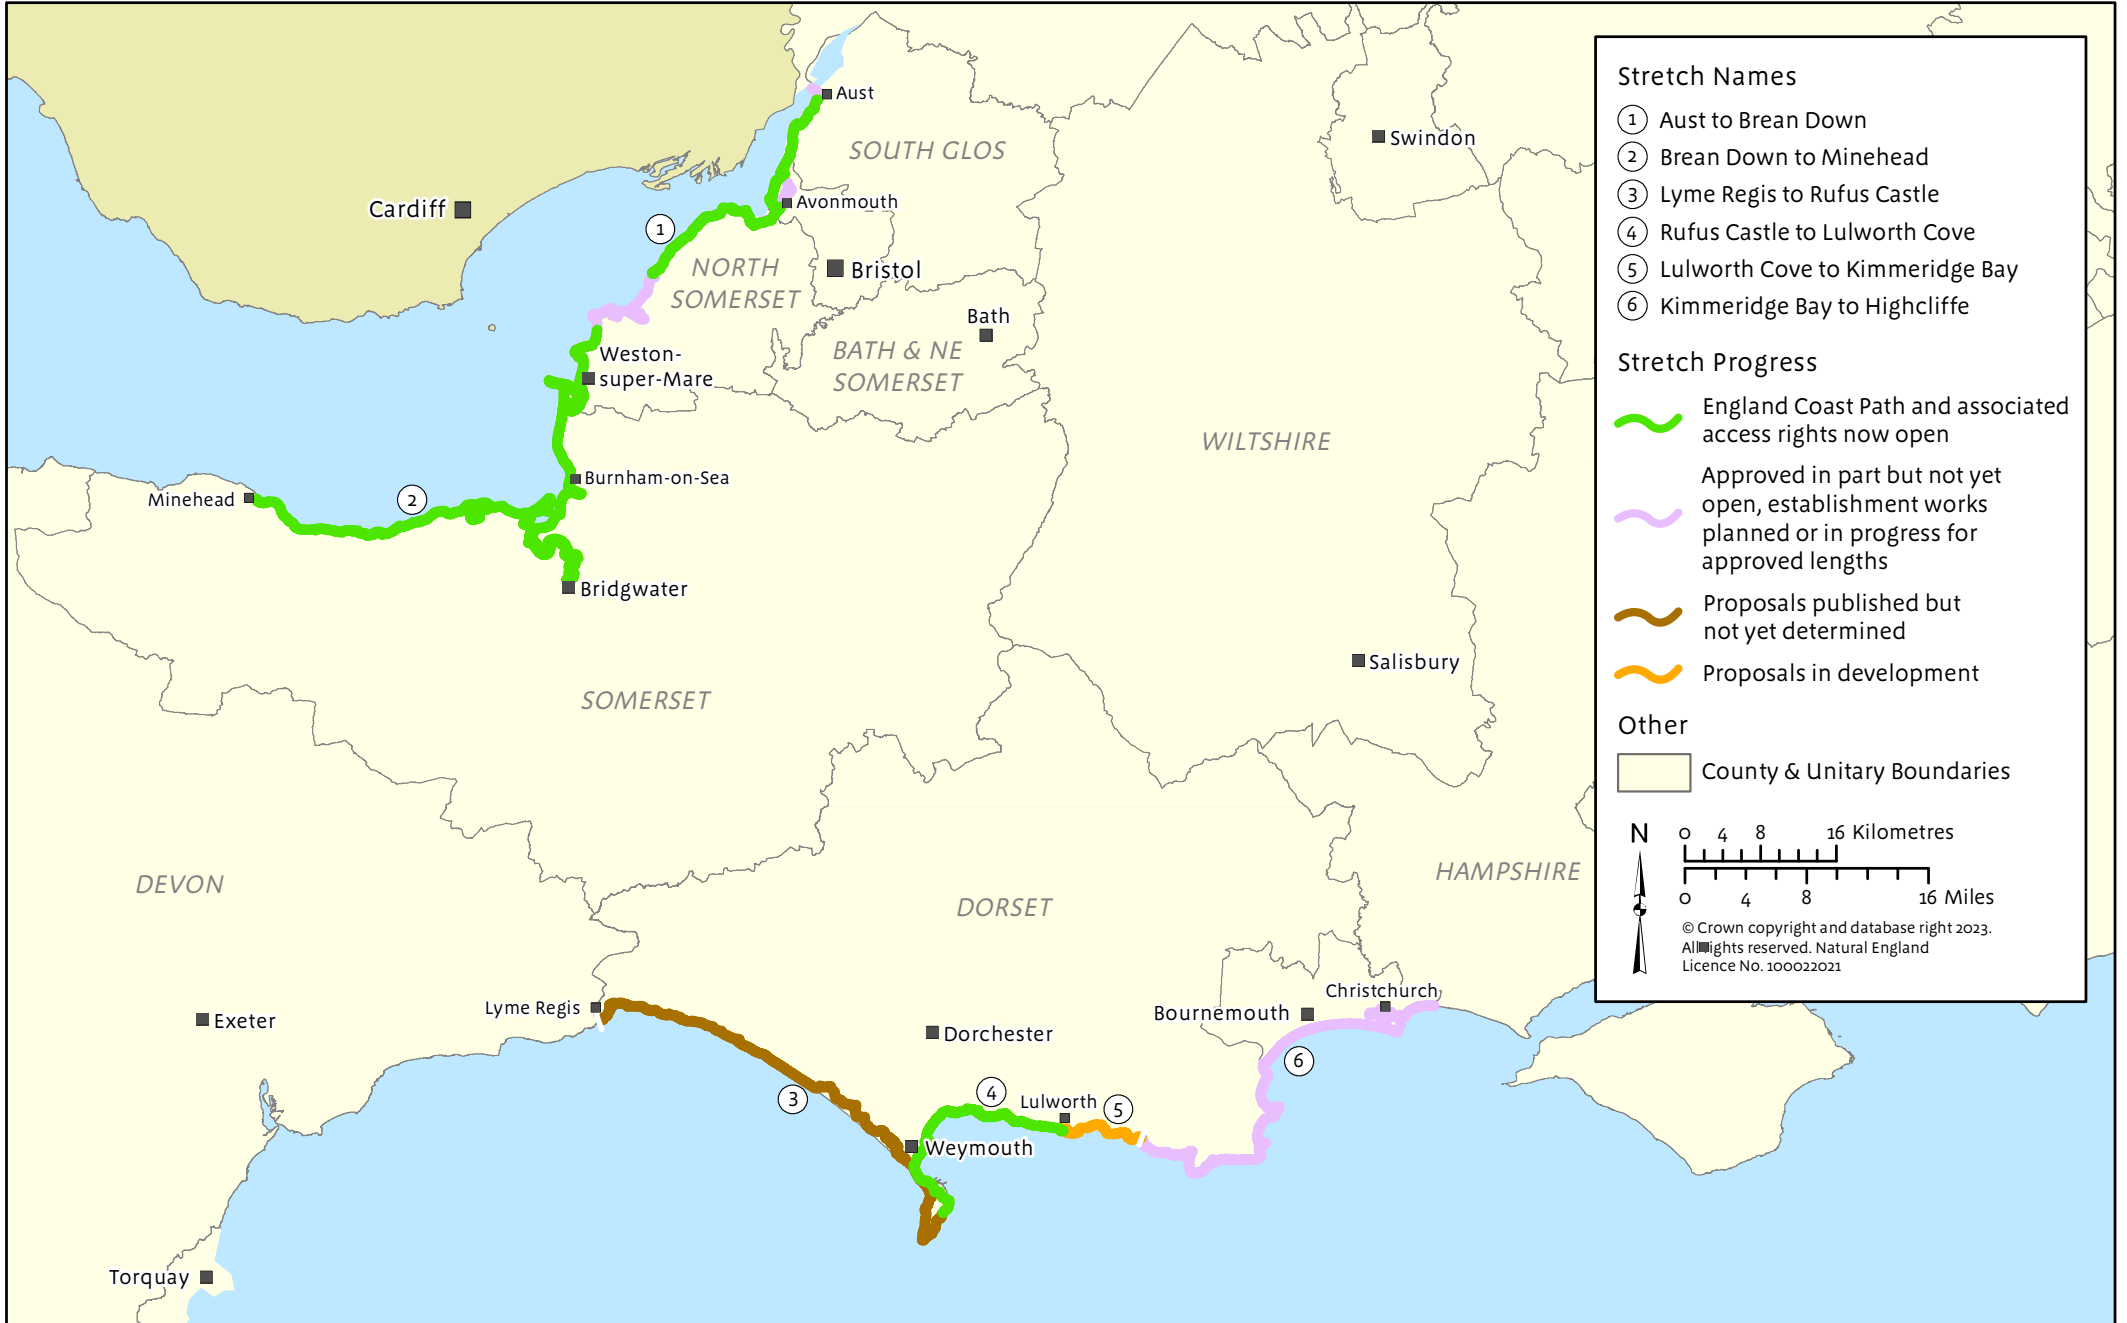 Aust
SOUTH GLOS
Swindon
Cardiff
Avonmouth
1
NORTH
SOMERSET
Bristol
Bath
Weston-
super-Mare
BATH & NE
SOMERSET
WILTSHIRE
Burnham-on-Sea
Minehead
2
Bridgwater
Salisbury
SOMERSET
DEVON
HAMPSHIRE
DORSET
Lyme Regis
Exeter
Christchurch
Bournemouth
Dorchester
6
3
4
Lulworth
5
Weymouth
Torquay
Stretch Names
1 Aust to Brean Down
2 Brean Down to Minehead
3 Lyme Regis to Rufus Castle
4 Rufus Castle to Lulworth Cove
5 Lulworth Cove to Kimmeridge Bay
6 Kimmeridge Bay to Highcliffe
Stretch Progress
England Coast Path and associated
access rights now open
Approved in part but not yet
open, establishment works
planned or in progress for
approved lengths
Proposals published but
not yet determined
Proposals in development
Other
County & Unitary Boundaries
N
0 4 8 16 Kilometres
0 4 8 16 Miles
© Crown copyright and database right 2023.
All rights reserved. Natural England
Licence No. 100022021